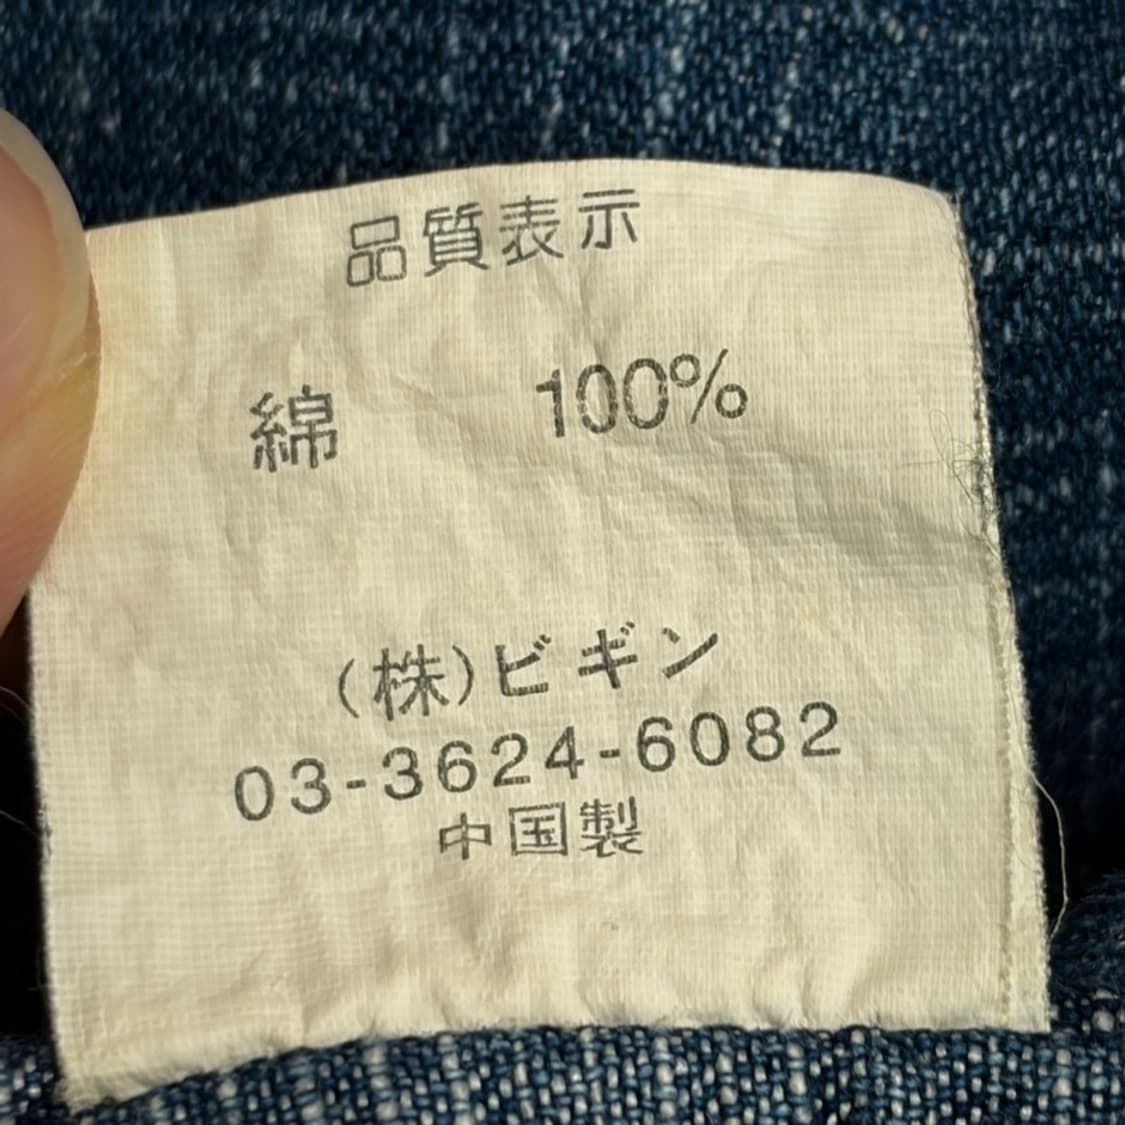 品質表示
綿 100%
(株)ビギン
03-3624-6082
中国製